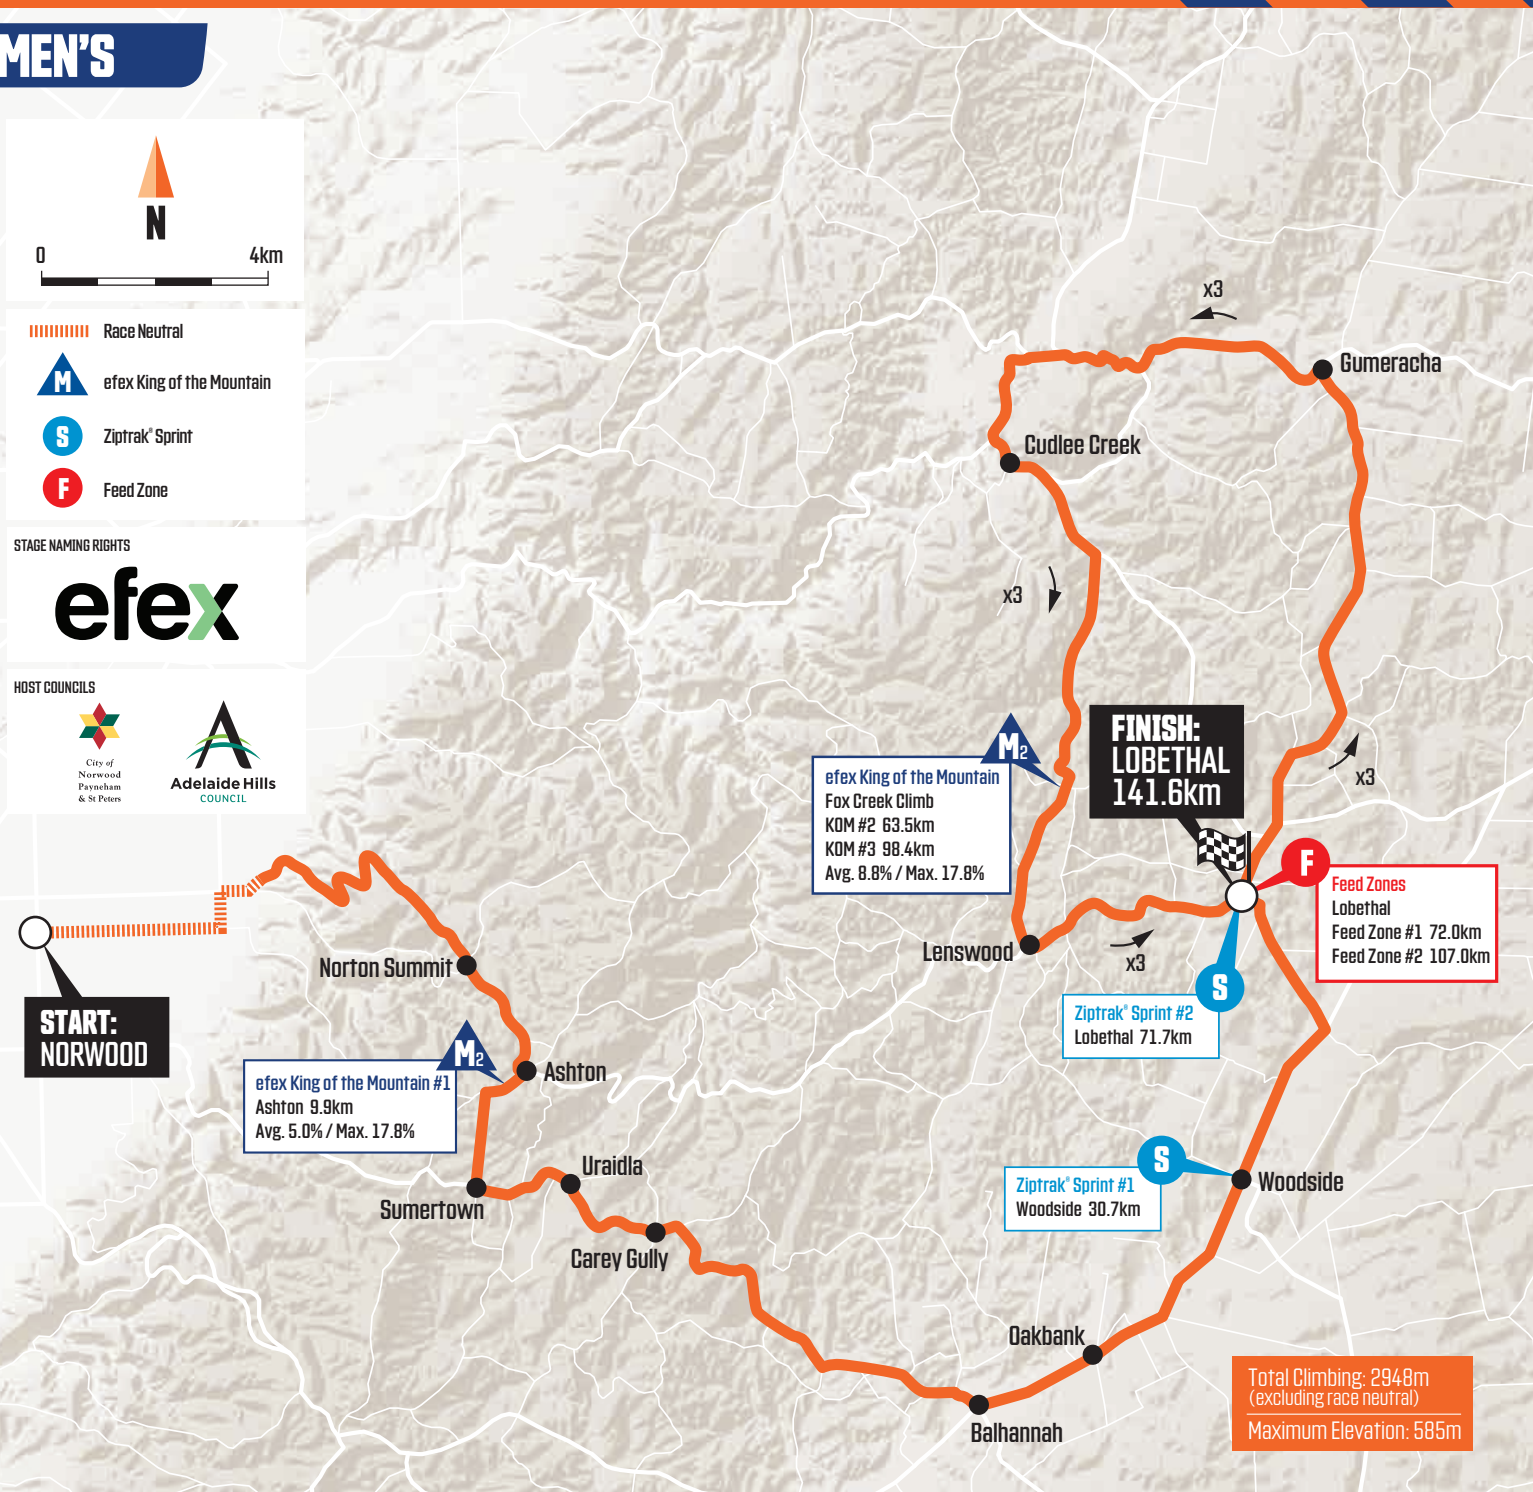 MEN'S
N
0 4km
Race Neutral
M efex King of the Mountain
S Ziptrak® Sprint
F Feed Zone
STAGE NAMING RIGHTS
efex
HOST COUNCILS
City of
Norwood
Payneham
& St Peters
Adelaide Hills
COUNCIL
x3
Gumeracha
Cudlee Creek
x3
M2
efex King of the Mountain
Fox Creek Climb
KOM #2 63.5km
KOM #3 98.4km
Avg. 8.8% / Max. 17.8%
FINISH:
LOBETHAL
141.6km
x3
F
Feed Zones
Lobethal
Feed Zone #1 72.0km
Feed Zone #2 107.0km
Lenswood
x3
S
Ziptrak® Sprint #2
Lobethal 71.7km
Norton Summit
START:
NORWOOD
M2
efex King of the Mountain #1
Ashton 9.9km
Avg. 5.0% / Max. 17.8%
Ashton
Uraidla
Sumertown
Carey Gully
S
Ziptrak® Sprint #1
Woodside 30.7km
Woodside
Oakbank
Balhannah
Total Climbing: 2948m
(excluding race neutral)
Maximum Elevation: 585m